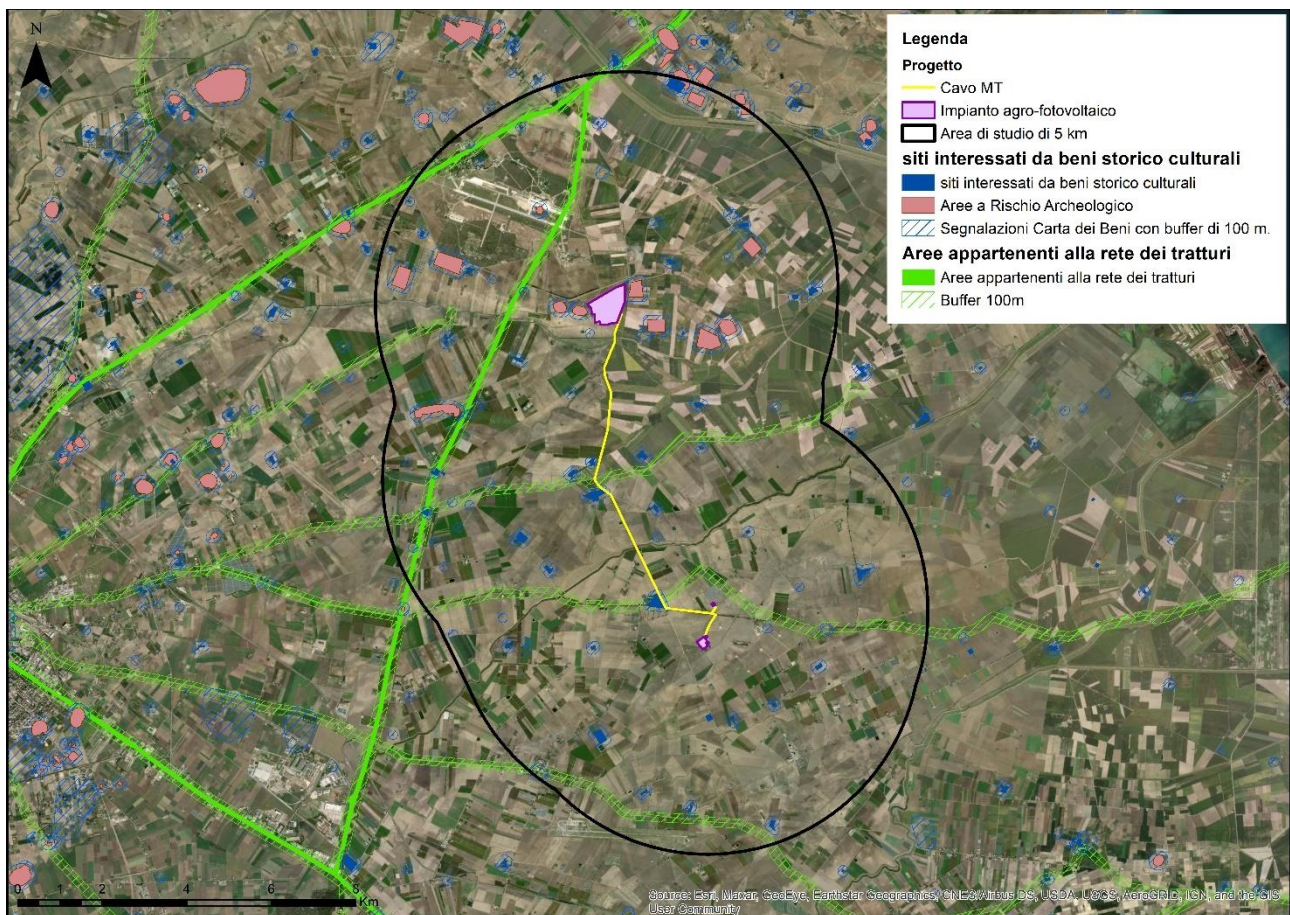 N
Legenda
Progetto
Cavo MT
Impianto agro-fotovoltaico
Area di studio di 5 km
siti interessati da beni storico culturali
siti interessati da beni storico culturali
Aree a Rischio Archeologico
Segnalazioni Carta dei Beni con buffer di 100 m.
Aree appartenenti alla rete dei tratturi
Aree appartenenti alla rete dei tratturi
Buffer 100m
0 1 2 4 6 8
Km
Source: Esri, Maxar, GeoEye, Earthstar Geographics, CNES/Airbus DS, USDA, USGS, AeroGRID, IGN, and the GIS
User Community